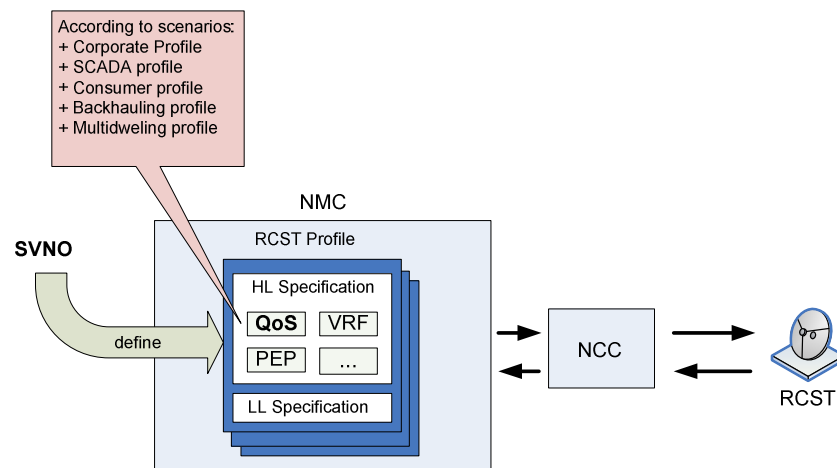 According to scenarios:
+ Corporate Profile
+ SCADA profile
+ Consumer profile
+ Backhauling profile
+ Multidweling profile
NMC
RCST Profile
SVNO
HL Specification
QoS
VRF
define
NCC
PEP
...
RCST
LL Specification